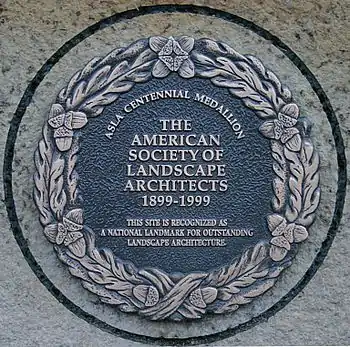 ASLA CENTENNIAL MEDALLION
THE
AMERICAN
SOCIETY OF
LANDSCAPE
ARCHITECTS
1899-1999
THIS SITE IS RECOGNIZED AS
A NATIONAL LANDMARK FOR OUTSTANDING
LANDSCAPE ARCHITECTURE.